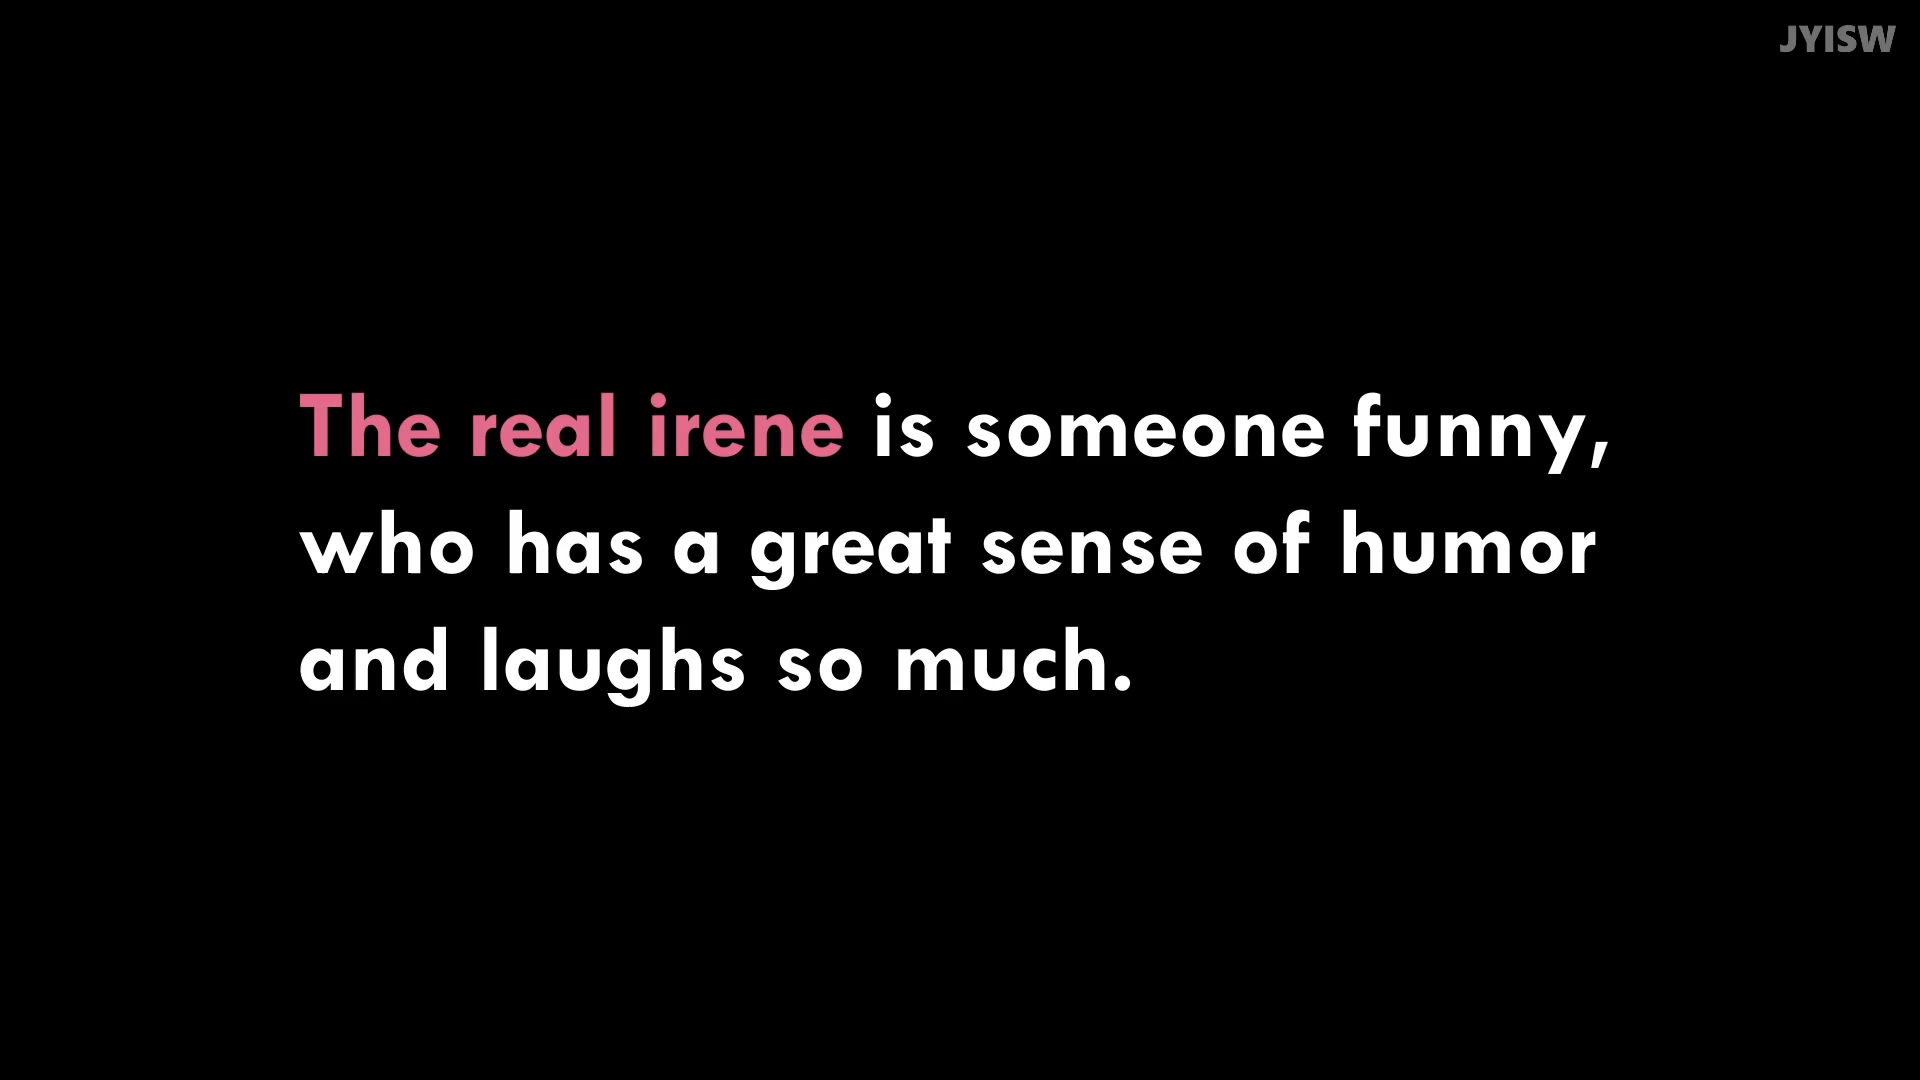 JYISW
The real irene is someone funny,
who has a great sense of humor
and laughs so much.